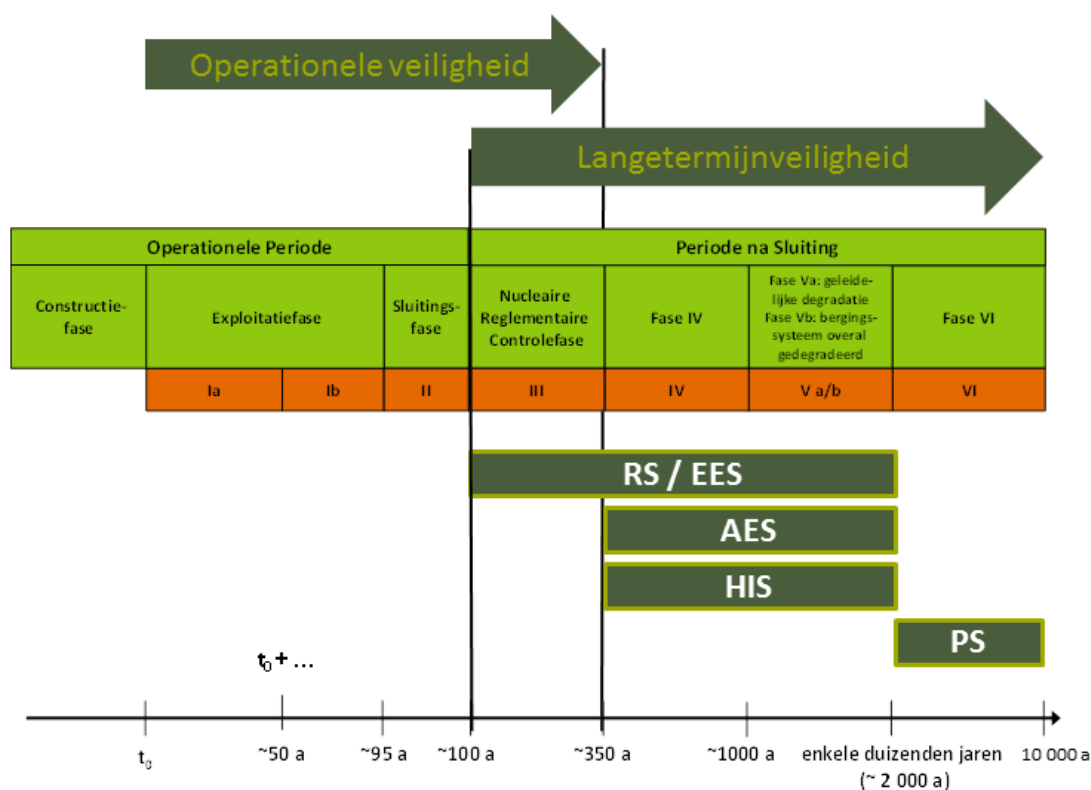 Operationele veiligheid
Langetermijnveiligheid
Operationele Periode
Periode na Sluiting
Constructie-
fase
Exploitatiefase
Sluitings-
fase
Nucleaire
Reglementaire
Controlefase
Fase IV
Fase Va: geleide-
lijke degradatie
Fase Vb: bergings-
systeem overal
gedegradeerd
Fase VI
Ia
Ib
II
III
IV
V a/b
VI
RS / EES
AES
HIS
PS
t₀ + ...
t₀
~50 a
~95 a
~100 a
~350 a
~1000 a
enkele duizenden jaren
(~ 2 000 a)
10 000 a